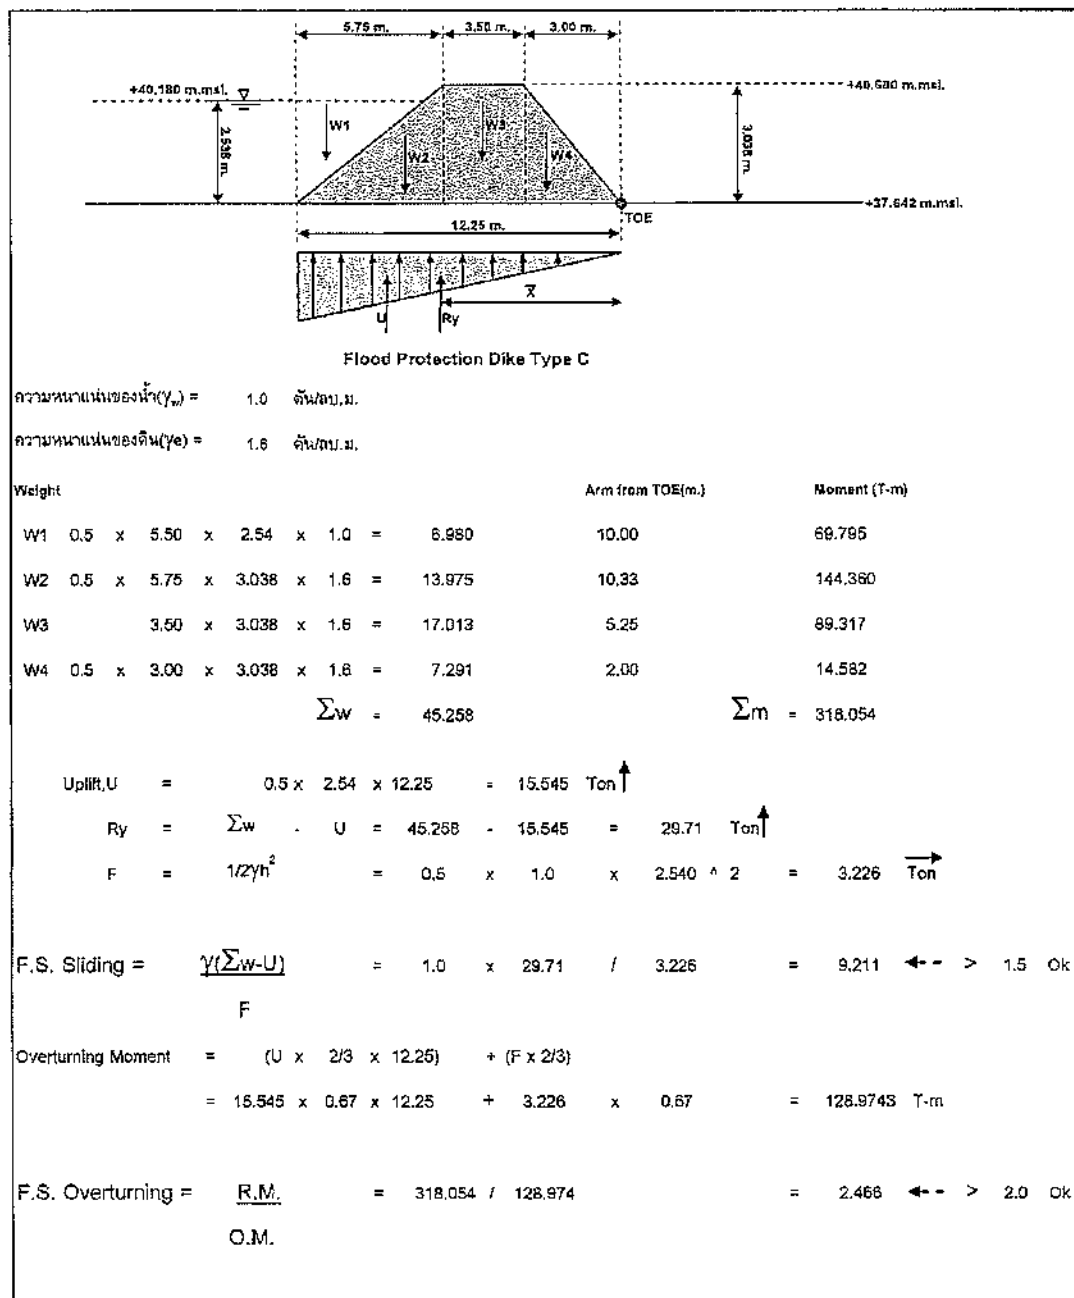 5.75 m. 3.50 m. 3.00 m.
+40.180 m.msl.
+40.680 m.msl.
2.538 m.
W1
W2
W3
W4
3.038 m.
+37.642 m.msl.
TOE
12.25 m.
X
U
Ry
Flood Protection Dike Type C
ความหนาแน่นของน้ำ(γw) = 1.0 ตัน/ลบ.ม.
ความหนาแน่นของดิน(γe) = 1.6 ตัน/ลบ.ม.
Weight Arm from TOE(m.) Moment (T-m)
W1 0.5 x 5.50 x 2.54 x 1.0 = 6.980 10.00 69.795
W2 0.5 x 5.75 x 3.038 x 1.6 = 13.975 10.33 144.360
W3 3.50 x 3.038 x 1.6 = 17.013 5.25 89.317
W4 0.5 x 3.00 x 3.038 x 1.6 = 7.291 2.00 14.582
Σw = 45.258 Σm = 318.054
Uplift,U = 0.5 x 2.54 x 12.25 = 15.545 Ton
Ry = Σw - U = 45.258 - 15.545 = 29.71 Ton
F = 1/2γh² = 0.5 x 1.0 x 2.540 ^ 2 = 3.226 Ton
F.S. Sliding = γ(Σw-U) = 1.0 x 29.71 / 3.226 = 9.211 > 1.5 Ok
F
Overturning Moment = (U x 2/3 x 12.25) + (F x 2/3)
= 15.545 x 0.67 x 12.25 + 3.226 x 0.67 = 128.9743 T-m
F.S. Overturning = R.M. = 318.054 / 128.974 = 2.466 > 2.0 Ok
O.M.